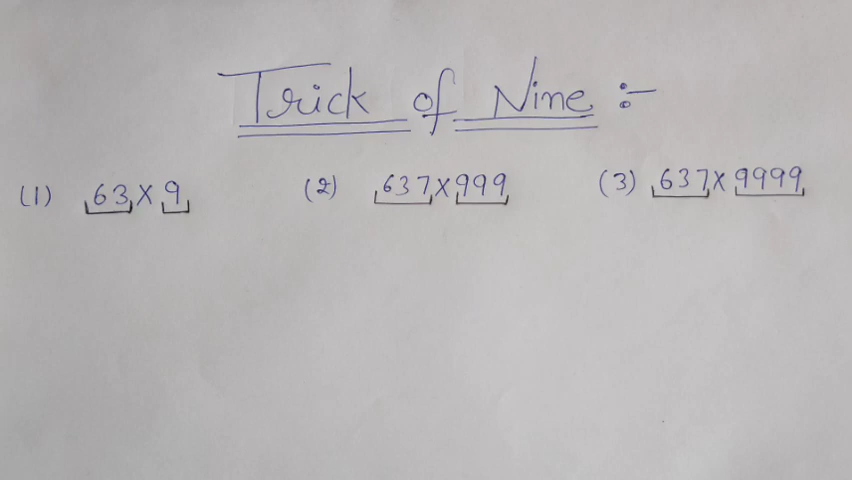 Trick of Nine :-
(1) 63 X 9 (2) 637 X 999 (3) 637 X 9999